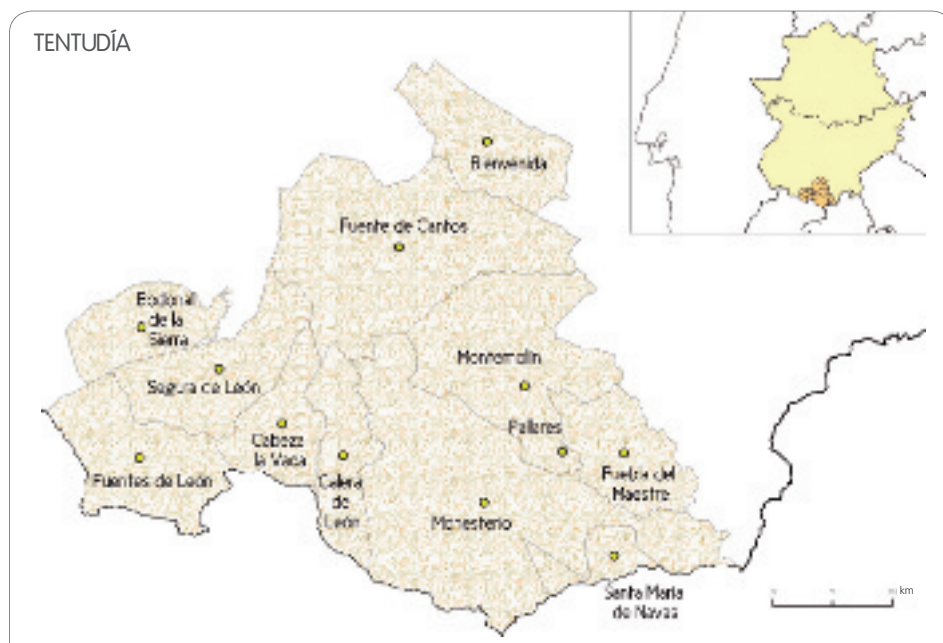 TENTUDÍA
Bienvenida
Fuente de Cantos
Bodonal
de la
Sierra
Montemolín
Segura de León
Pallares
Cabeza
la Vaca
Fuentes de León
Calera
de
León
Puebla del
Maestre
Monesterio
Santa María
de Navas
km